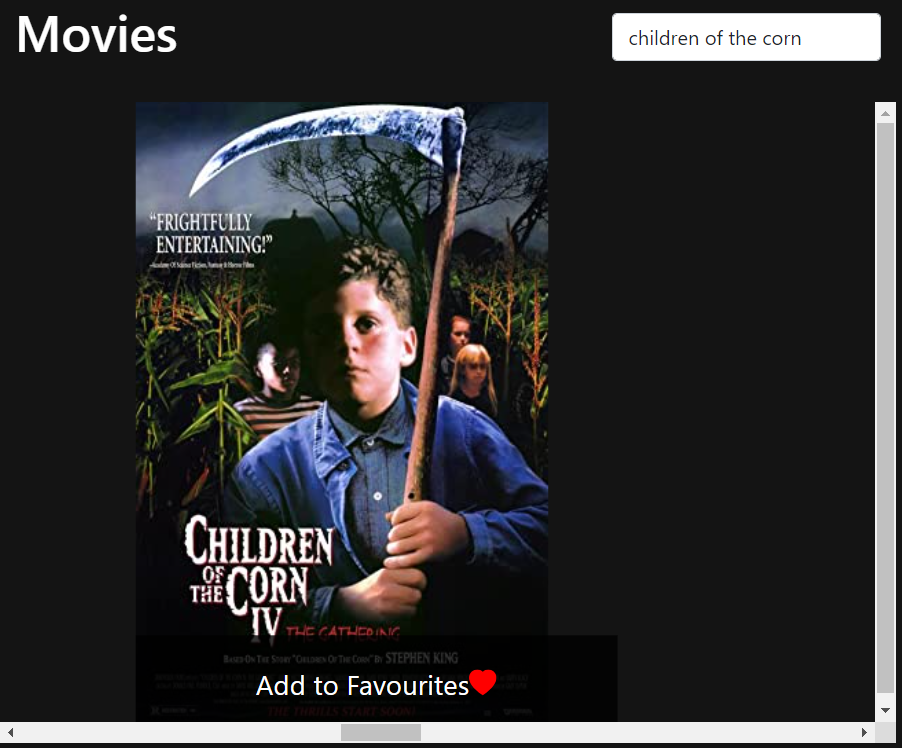 Movies
children of the corn
“FRIGHTFULLY
ENTERTAINING!”
–Academy Of Science Fiction, Fantasy & Horror Films
CHILDREN
OF
THE CORN
IV
THE GATHERING
BASED ON THE STORY "CHILDREN OF THE CORN" BY STEPHEN KING
Add to Favourites
THE THRILLS START SOON!